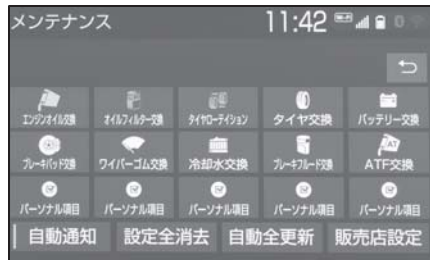 メンテナンス 11:42
エンジンオイル交換 オイルフィルター交換 タイヤローテイション タイヤ交換 バッテリー交換
ブレーキパッド交換 ワイパーゴム交換 冷却水交換 ブレーキフルード交換 ATF交換
パーソナル項目 パーソナル項目 パーソナル項目 パーソナル項目 パーソナル項目
自動通知 設定全消去 自動全更新 販売店設定